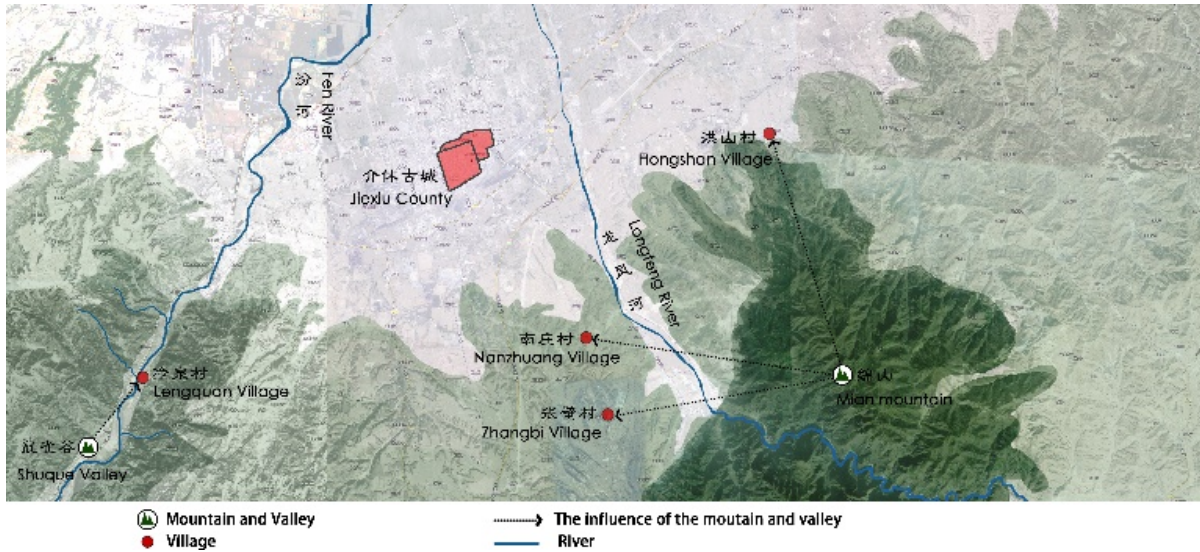 汾河
Fen River
洪山村
Hongshan Village
介休古城
Jiexiu County
龙凤河
Longfeng River
南庄村
Nanzhuang Village
冷泉村
Lengquan Village
绵山
Mian mountain
张壁村
Zhangbi Village
雀谷
Shuque Valley
Mountain and Valley
The influence of the moutain and valley
Village
River